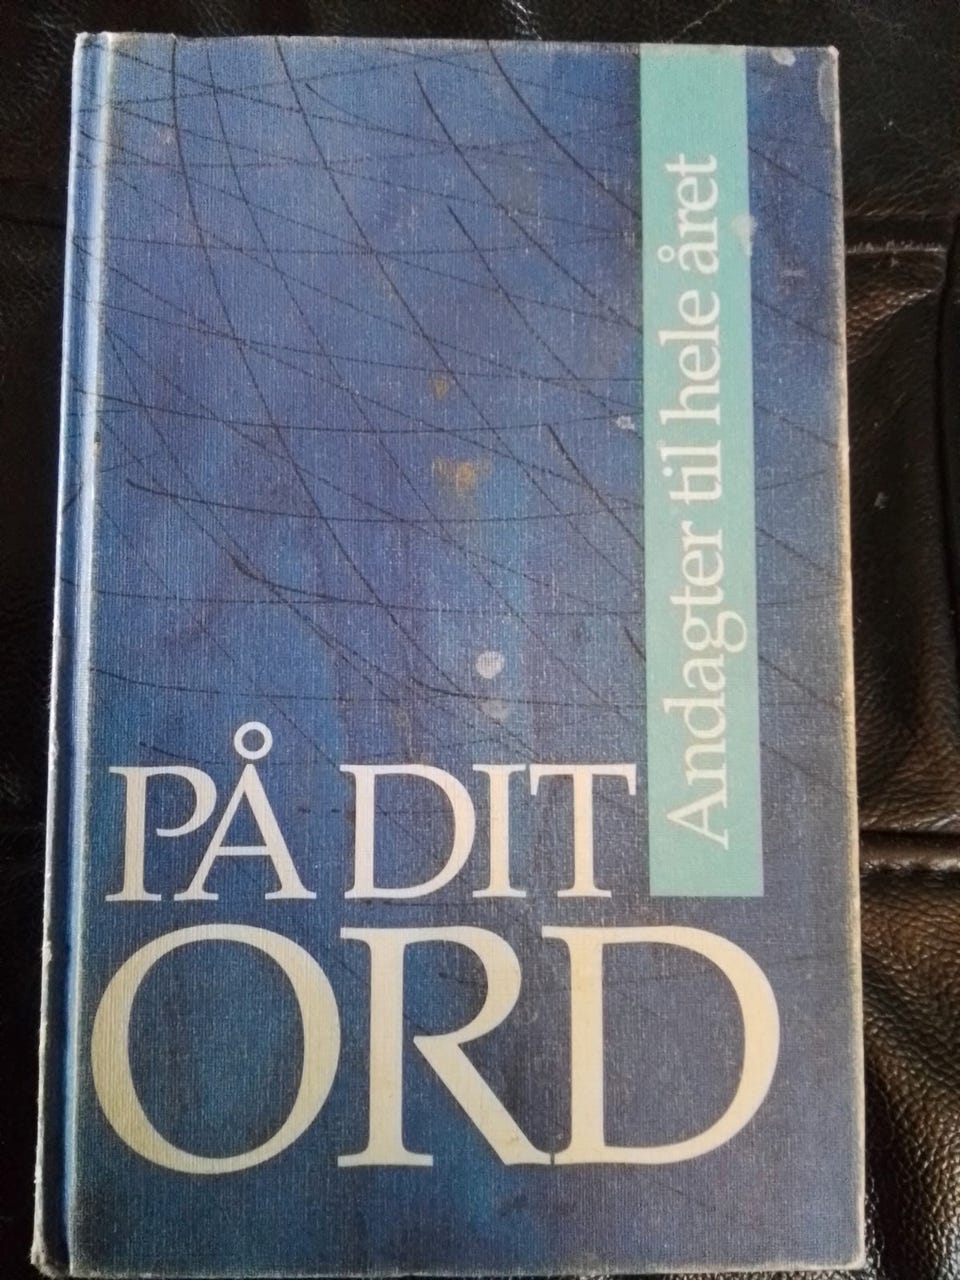 PÅ DIT
ORD
Andagter til hele året